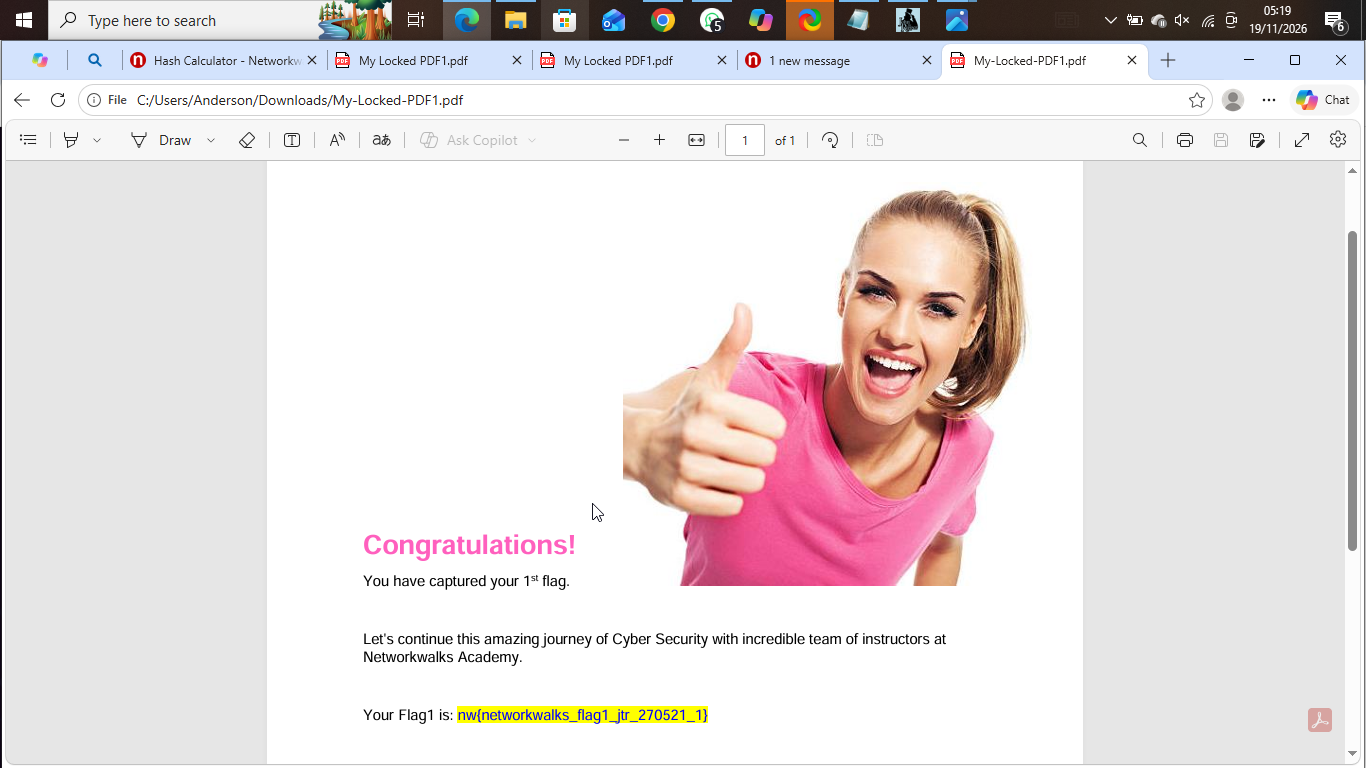 Type here to search
5
05:19
19/11/2026
6
Hash Calculator - Networkw
My Locked PDF1.pdf
My Locked PDF1.pdf
1 new message
My-Locked-PDF1.pdf
File C:/Users/Anderson/Downloads/My-Locked-PDF1.pdf
Chat
Draw
Ask Copilot
1 of 1
Congratulations!
You have captured your 1st flag.
Let's continue this amazing journey of Cyber Security with incredible team of instructors at
Networkwalks Academy.
Your Flag1 is: nw{networkwalks_flag1_jtr_270521_1}